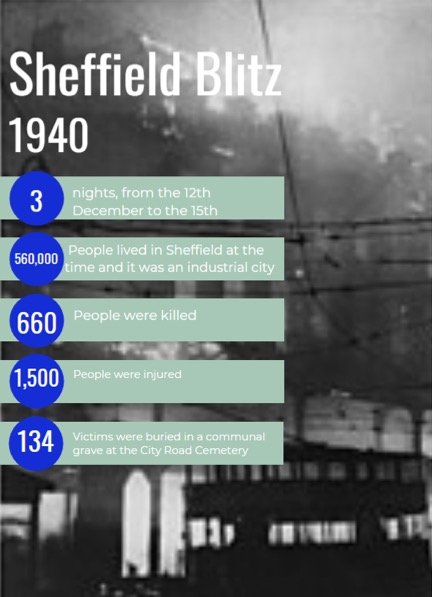 Sheffield Blitz
1940
3
nights, from the 12th
December to the 15th
560,000
People lived in Sheffield at the
time and it was an industrial city
660
People were killed
1,500
People were injured
134
Victims were buried in a communal
grave at the City Road Cemetery